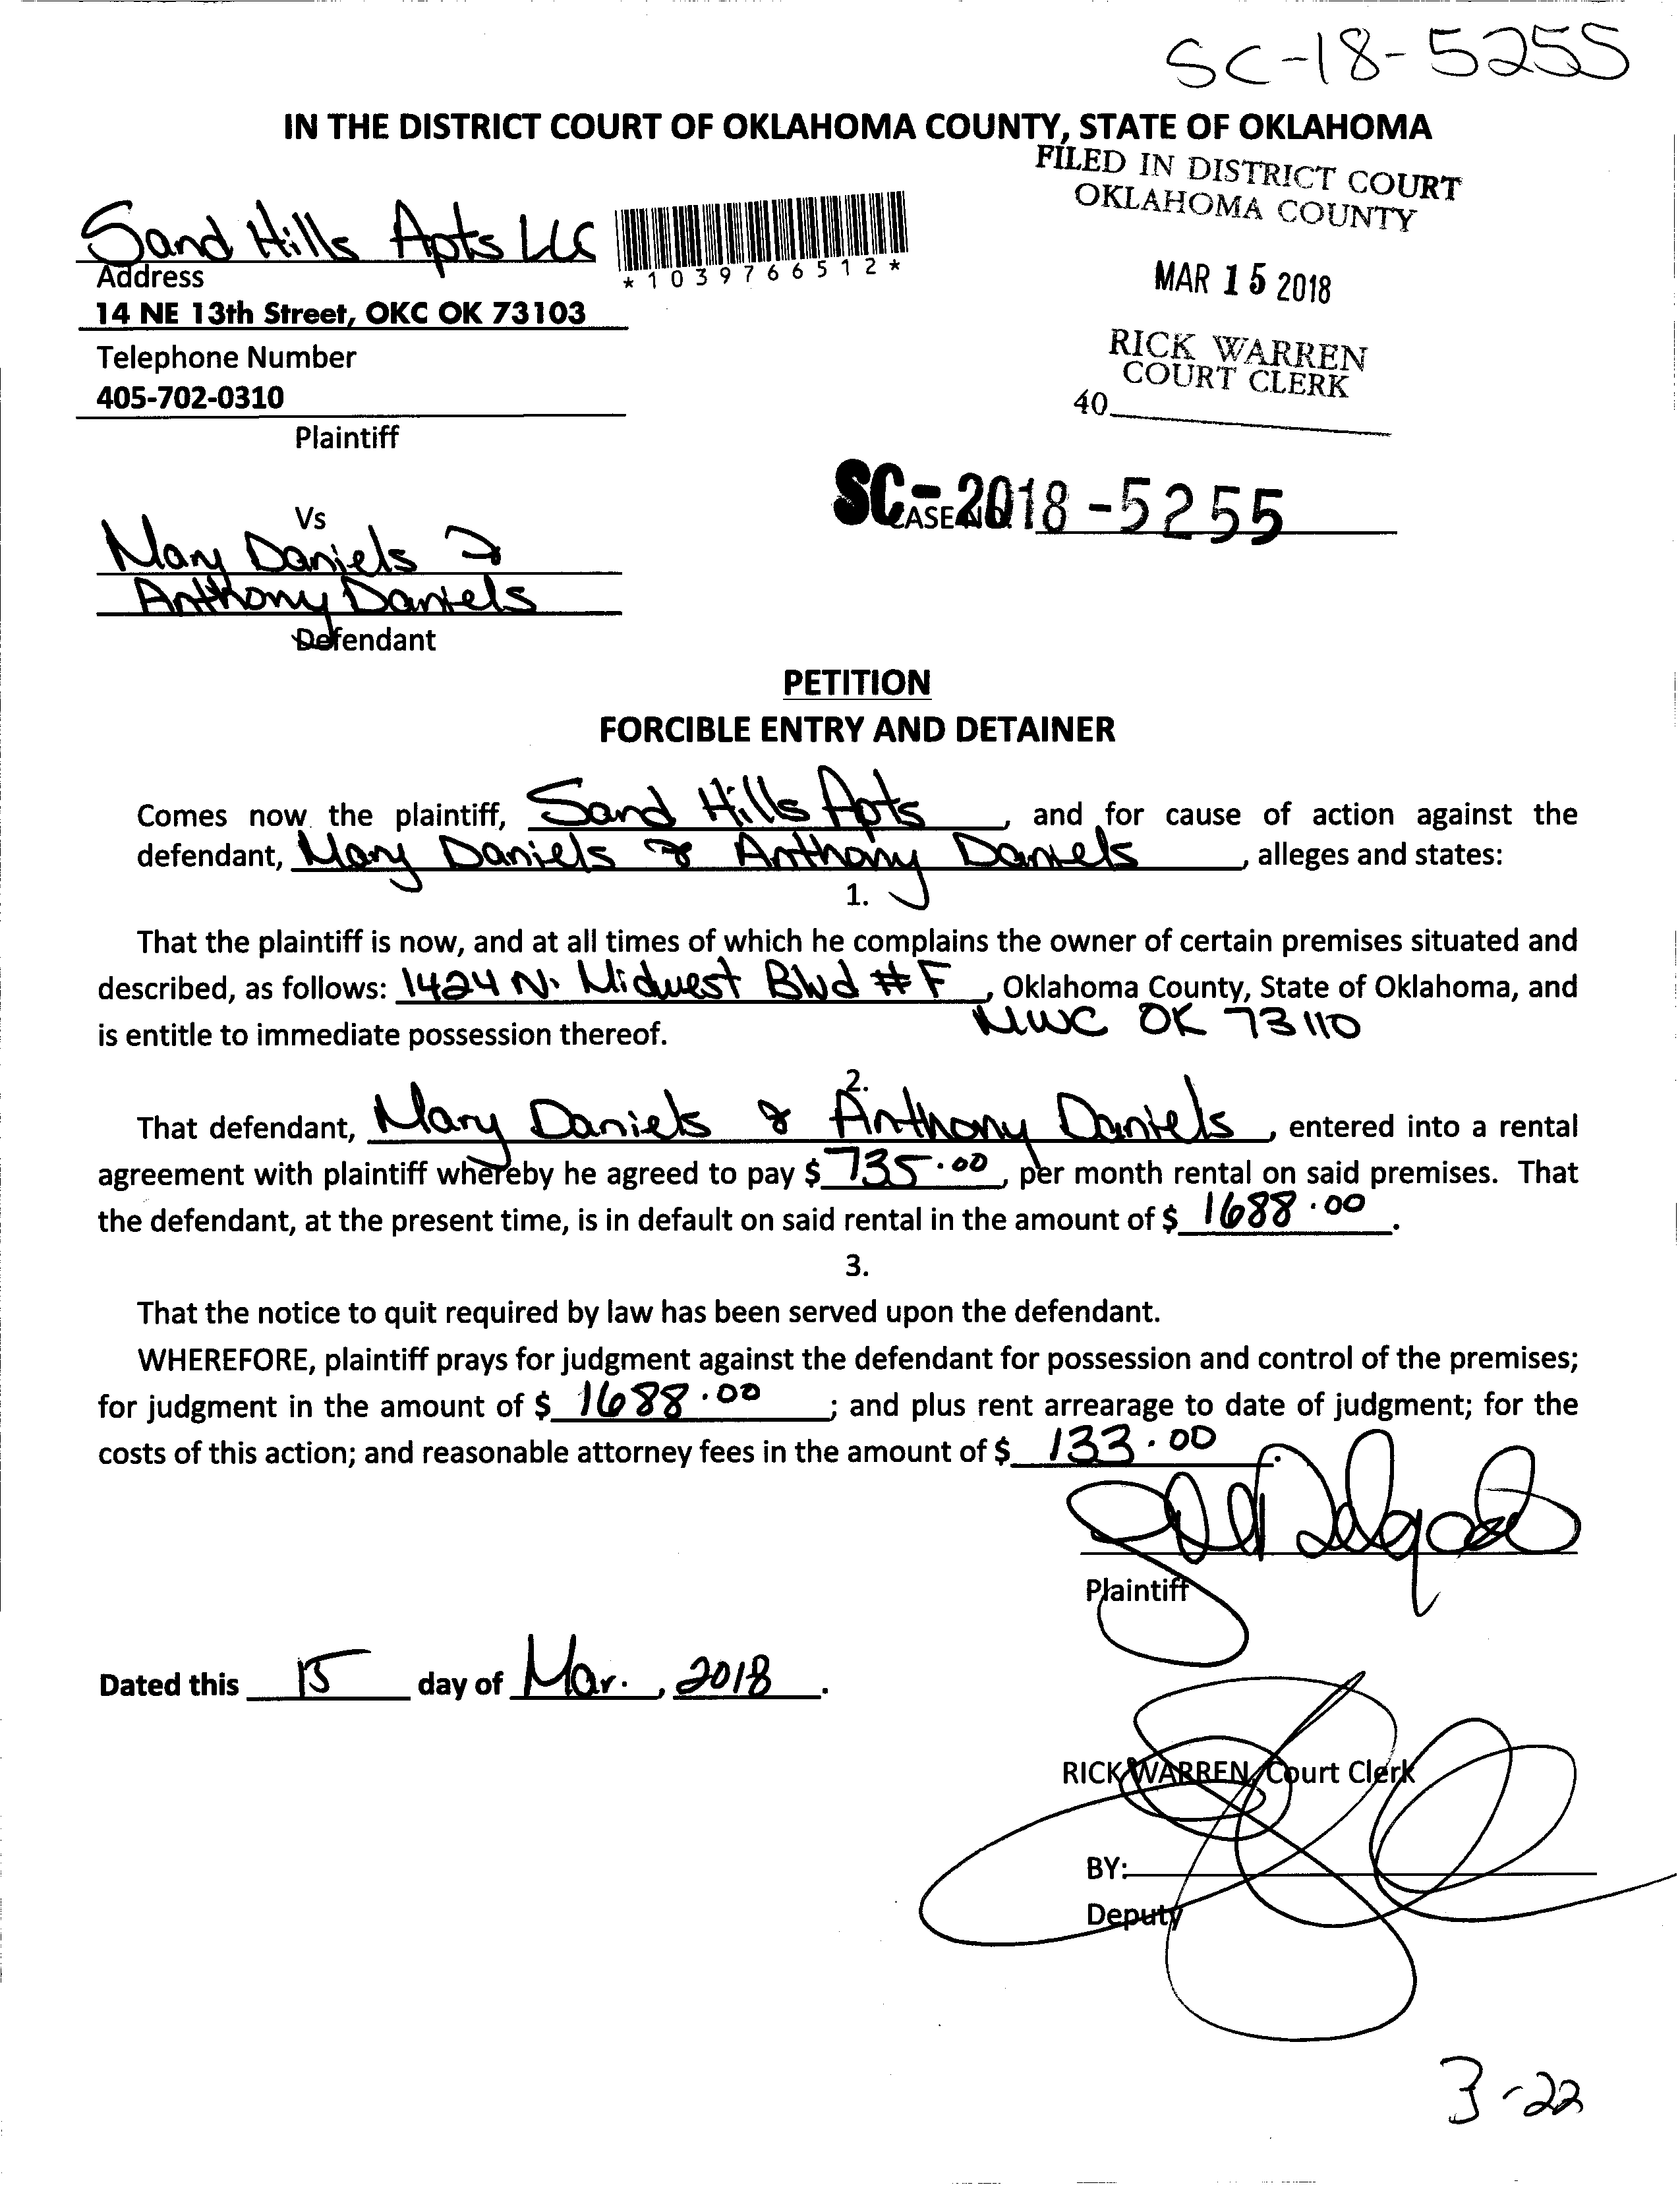 SC-18-5255
IN THE DISTRICT COURT OF OKLAHOMA COUNTY, STATE OF OKLAHOMA
FILED IN DISTRICT COURT
OKLAHOMA COUNTY
MAR 15 2018
RICK WARREN
COURT CLERK
40
Sand Hills Apts LLC
*1039766512*
Address
14 NE 13th Street, OKC OK 73103
Telephone Number
405-702-0310
Plaintiff
SC-2018-5255
CASE NO.
Vs
Mary Daniels &
Anthony Daniels
Defendant
PETITION
FORCIBLE ENTRY AND DETAINER
Comes now the plaintiff, Sand Hills Apts, and for cause of action against the
defendant, Mary Daniels & Anthony Daniels, alleges and states:
1.
That the plaintiff is now, and at all times of which he complains the owner of certain premises situated and
described, as follows: 1424 N. Midwest Blvd #F, Oklahoma County, State of Oklahoma, and
MWC OK 73110
is entitle to immediate possession thereof.
2.
That defendant, Mary Daniels & Anthony Daniels, entered into a rental
agreement with plaintiff whereby he agreed to pay $ 735.00, per month rental on said premises. That
the defendant, at the present time, is in default on said rental in the amount of $ 1688.00.
3.
That the notice to quit required by law has been served upon the defendant.
WHEREFORE, plaintiff prays for judgment against the defendant for possession and control of the premises;
for judgment in the amount of $ 1688.00; and plus rent arrearage to date of judgment; for the
costs of this action; and reasonable attorney fees in the amount of $ 133.00.
Plaintiff
Dated this 15 day of Mar., 2018.
RICK WARREN, Court Clerk
BY:
Deputy
3-22